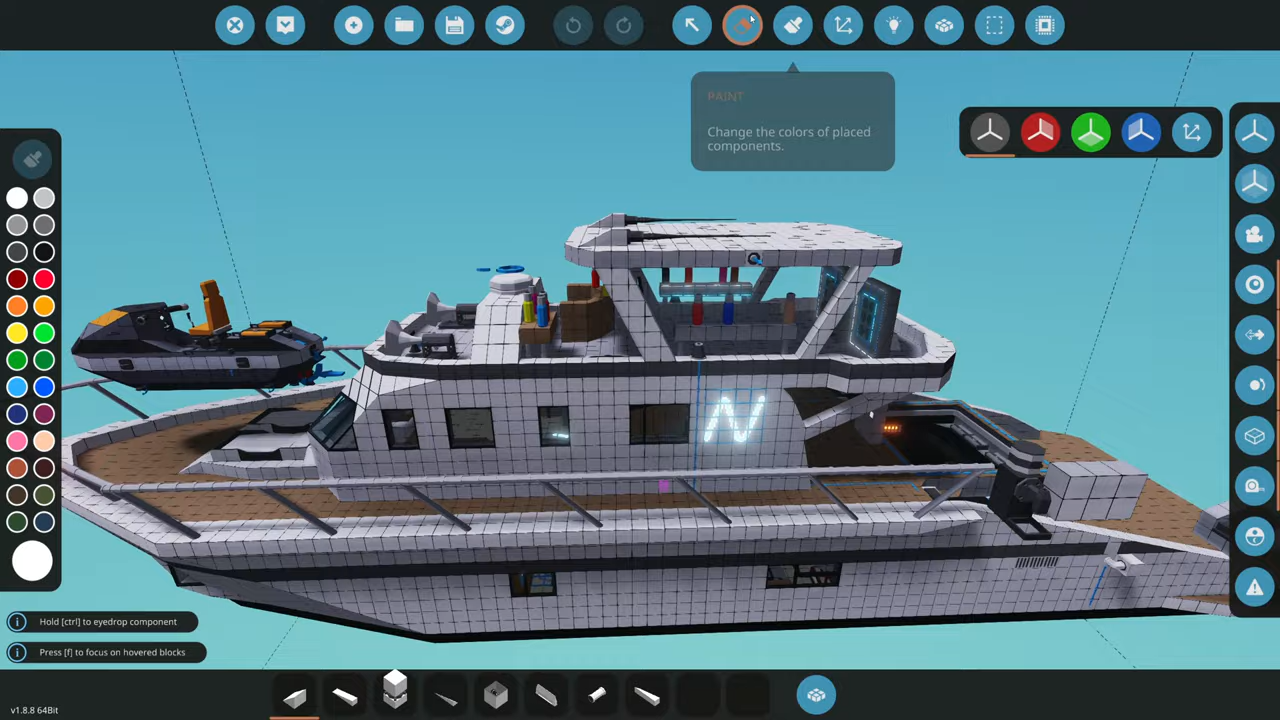 PAINT
Change the colors of placed
components.
N
Hold [ctrl] to eyedrop component
Press [f] to focus on hovered blocks
v1.8.8 64Bit